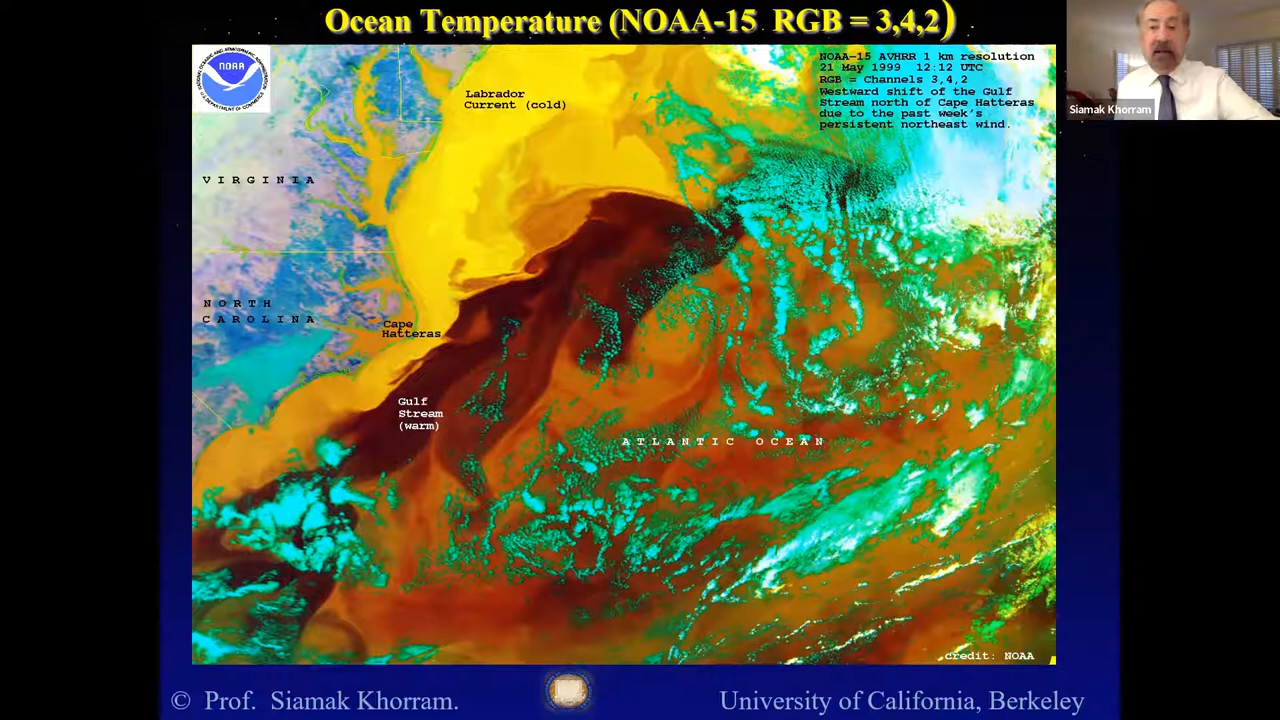 Ocean Temperature (NOAA-15 RGB = 3,4,2)
NOAA
NOAA-15 AVHRR 1 km resolution
21 May 1999 12:12 UTC
RGB = Channels 3,4,2
Westward shift of the Gulf
Stream north of Cape Hatteras
due to the past week's
persistent northeast wind.
Siamak Khorram
Labrador
Current (cold)
VIRGINIA
NORTH
CAROLINA
Cape
Hatteras
Gulf
Stream
(warm)
ATLANTIC OCEAN
credit: NOAA
© Prof. Siamak Khorram.
University of California, Berkeley